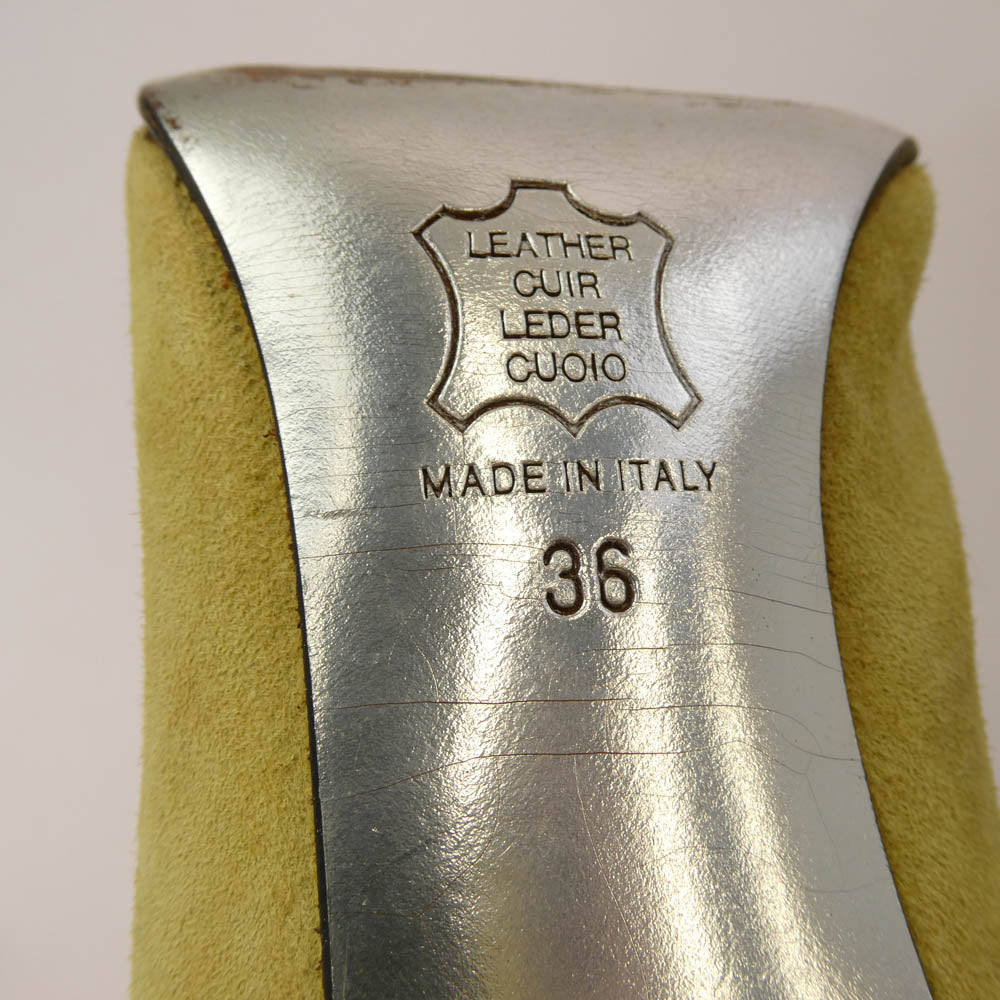 LEATHER
CUIR
LEDER
CUOIO
MADE IN ITALY
36